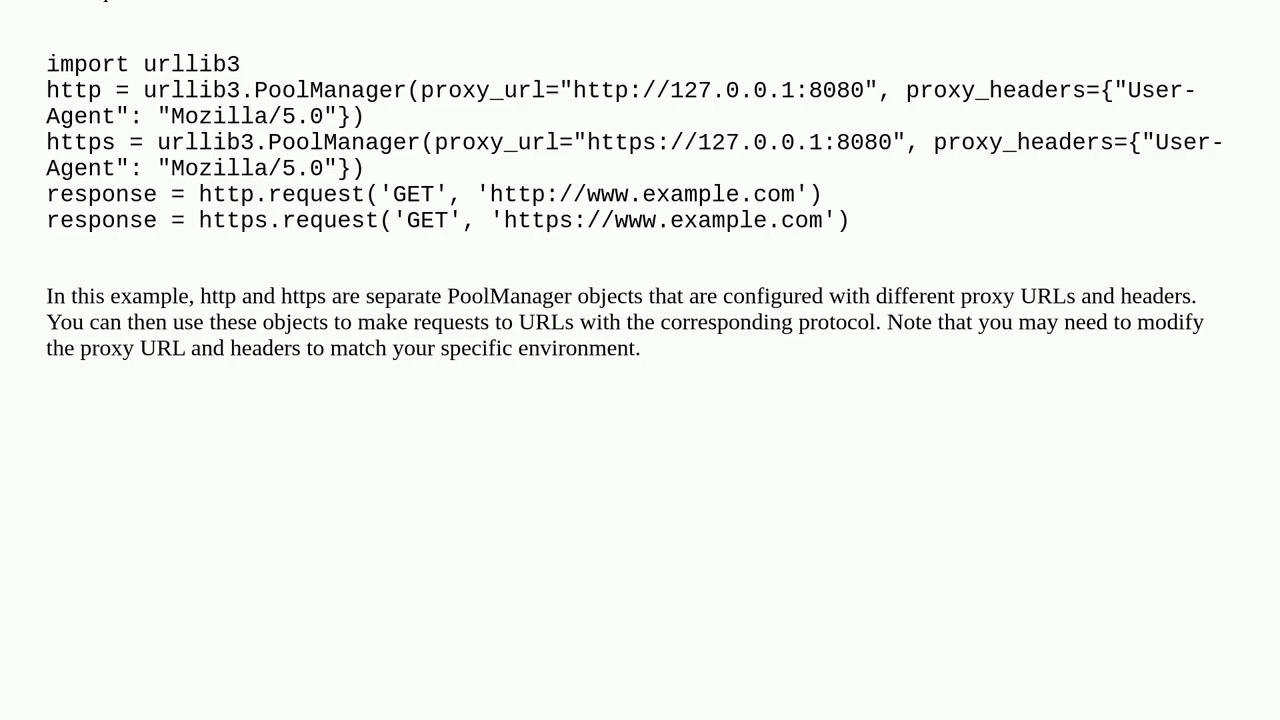 import urllib3
http = urllib3.PoolManager(proxy_url="http://127.0.0.1:8080", proxy_headers={"User-
Agent": "Mozilla/5.0"})
https = urllib3.PoolManager(proxy_url="https://127.0.0.1:8080", proxy_headers={"User-
Agent": "Mozilla/5.0"})
response = http.request('GET', 'http://www.example.com')
response = https.request('GET', 'https://www.example.com')
In this example, http and https are separate PoolManager objects that are configured with different proxy URLs and headers.
You can then use these objects to make requests to URLs with the corresponding protocol. Note that you may need to modify
the proxy URL and headers to match your specific environment.